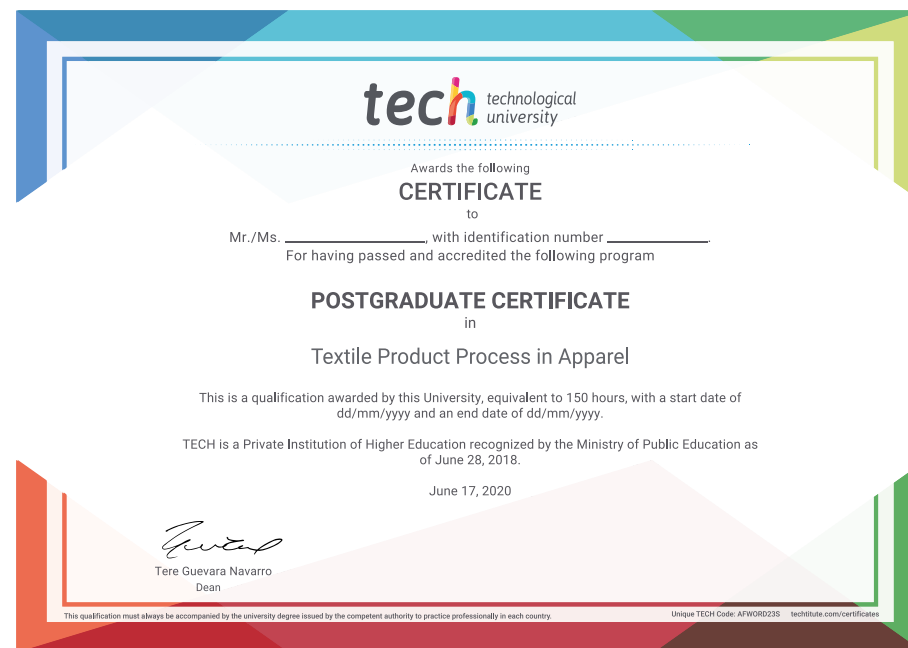 tech technological
university
Awards the following
CERTIFICATE
to
Mr./Ms. ____________________, with identification number ______________.
For having passed and accredited the following program
POSTGRADUATE CERTIFICATE
in
Textile Product Process in Apparel
This is a qualification awarded by this University, equivalent to 150 hours, with a start date of
dd/mm/yyyy and an end date of dd/mm/yyyy.
TECH is a Private Institution of Higher Education recognized by the Ministry of Public Education as
of June 28, 2018.
June 17, 2020
Tere Guevara Navarro
Dean
This qualification must always be accompanied by the university degree issued by the competent authority to practice professionally in each country.
Unique TECH Code: AFWORD23S techtitute.com/certificates